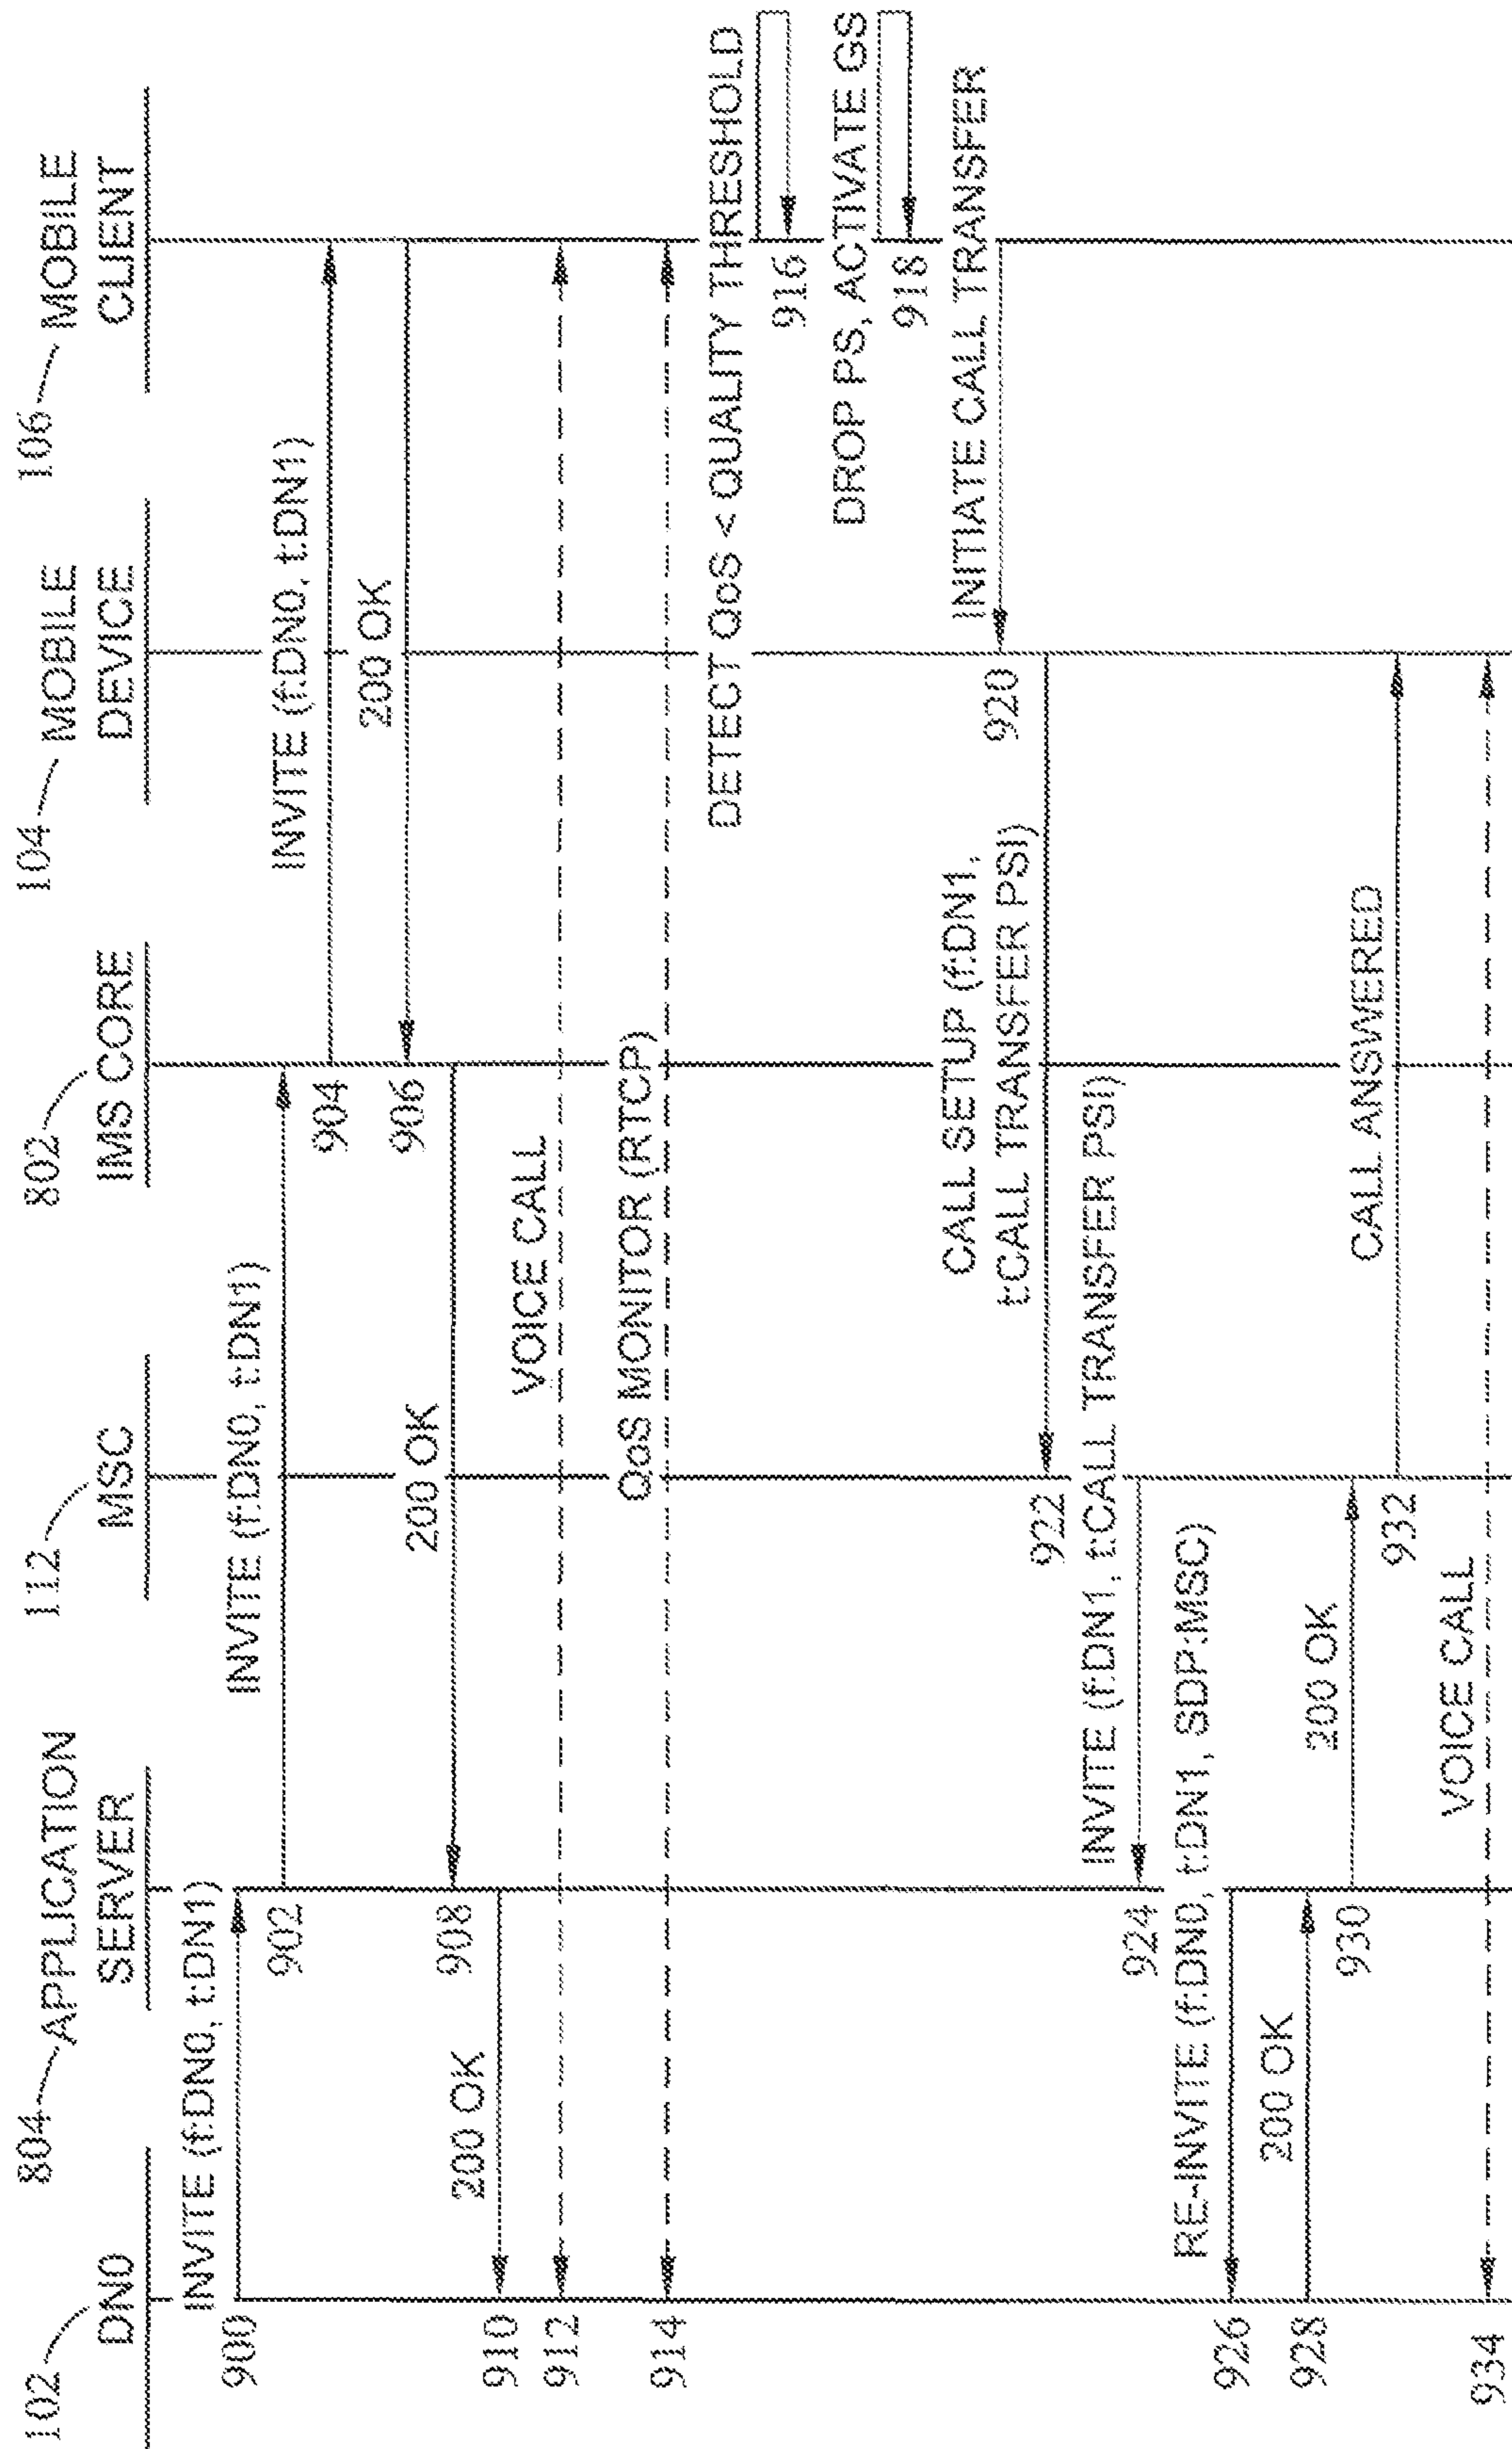 102
DN0
804
APPLICATION
SERVER
112
MSC
802
IMS CORE
104
MOBILE
DEVICE
106
MOBILE
CLIENT
INVITE (f:DN0, t:DN1)
900
INVITE (f:DN0, t:DN1)
902
INVITE (f:DN0, t:DN1)
904
200 OK
906
200 OK
908
200 OK
910
VOICE CALL
912
QoS MONITOR (RTCP)
914
DETECT QoS < QUALITY THRESHOLD
916
DROP PS, ACTIVATE GS
918
INITIATE CALL TRANSFER
920
CALL SETUP (f:DN1,
t:CALL TRANSFER PSI)
922
INVITE (f:DN1, t:CALL TRANSFER PSI)
924
RE-INVITE (f:DN0, t:DN1, SDP:MSC)
926
200 OK
928
200 OK
930
CALL ANSWERED
932
VOICE CALL
934